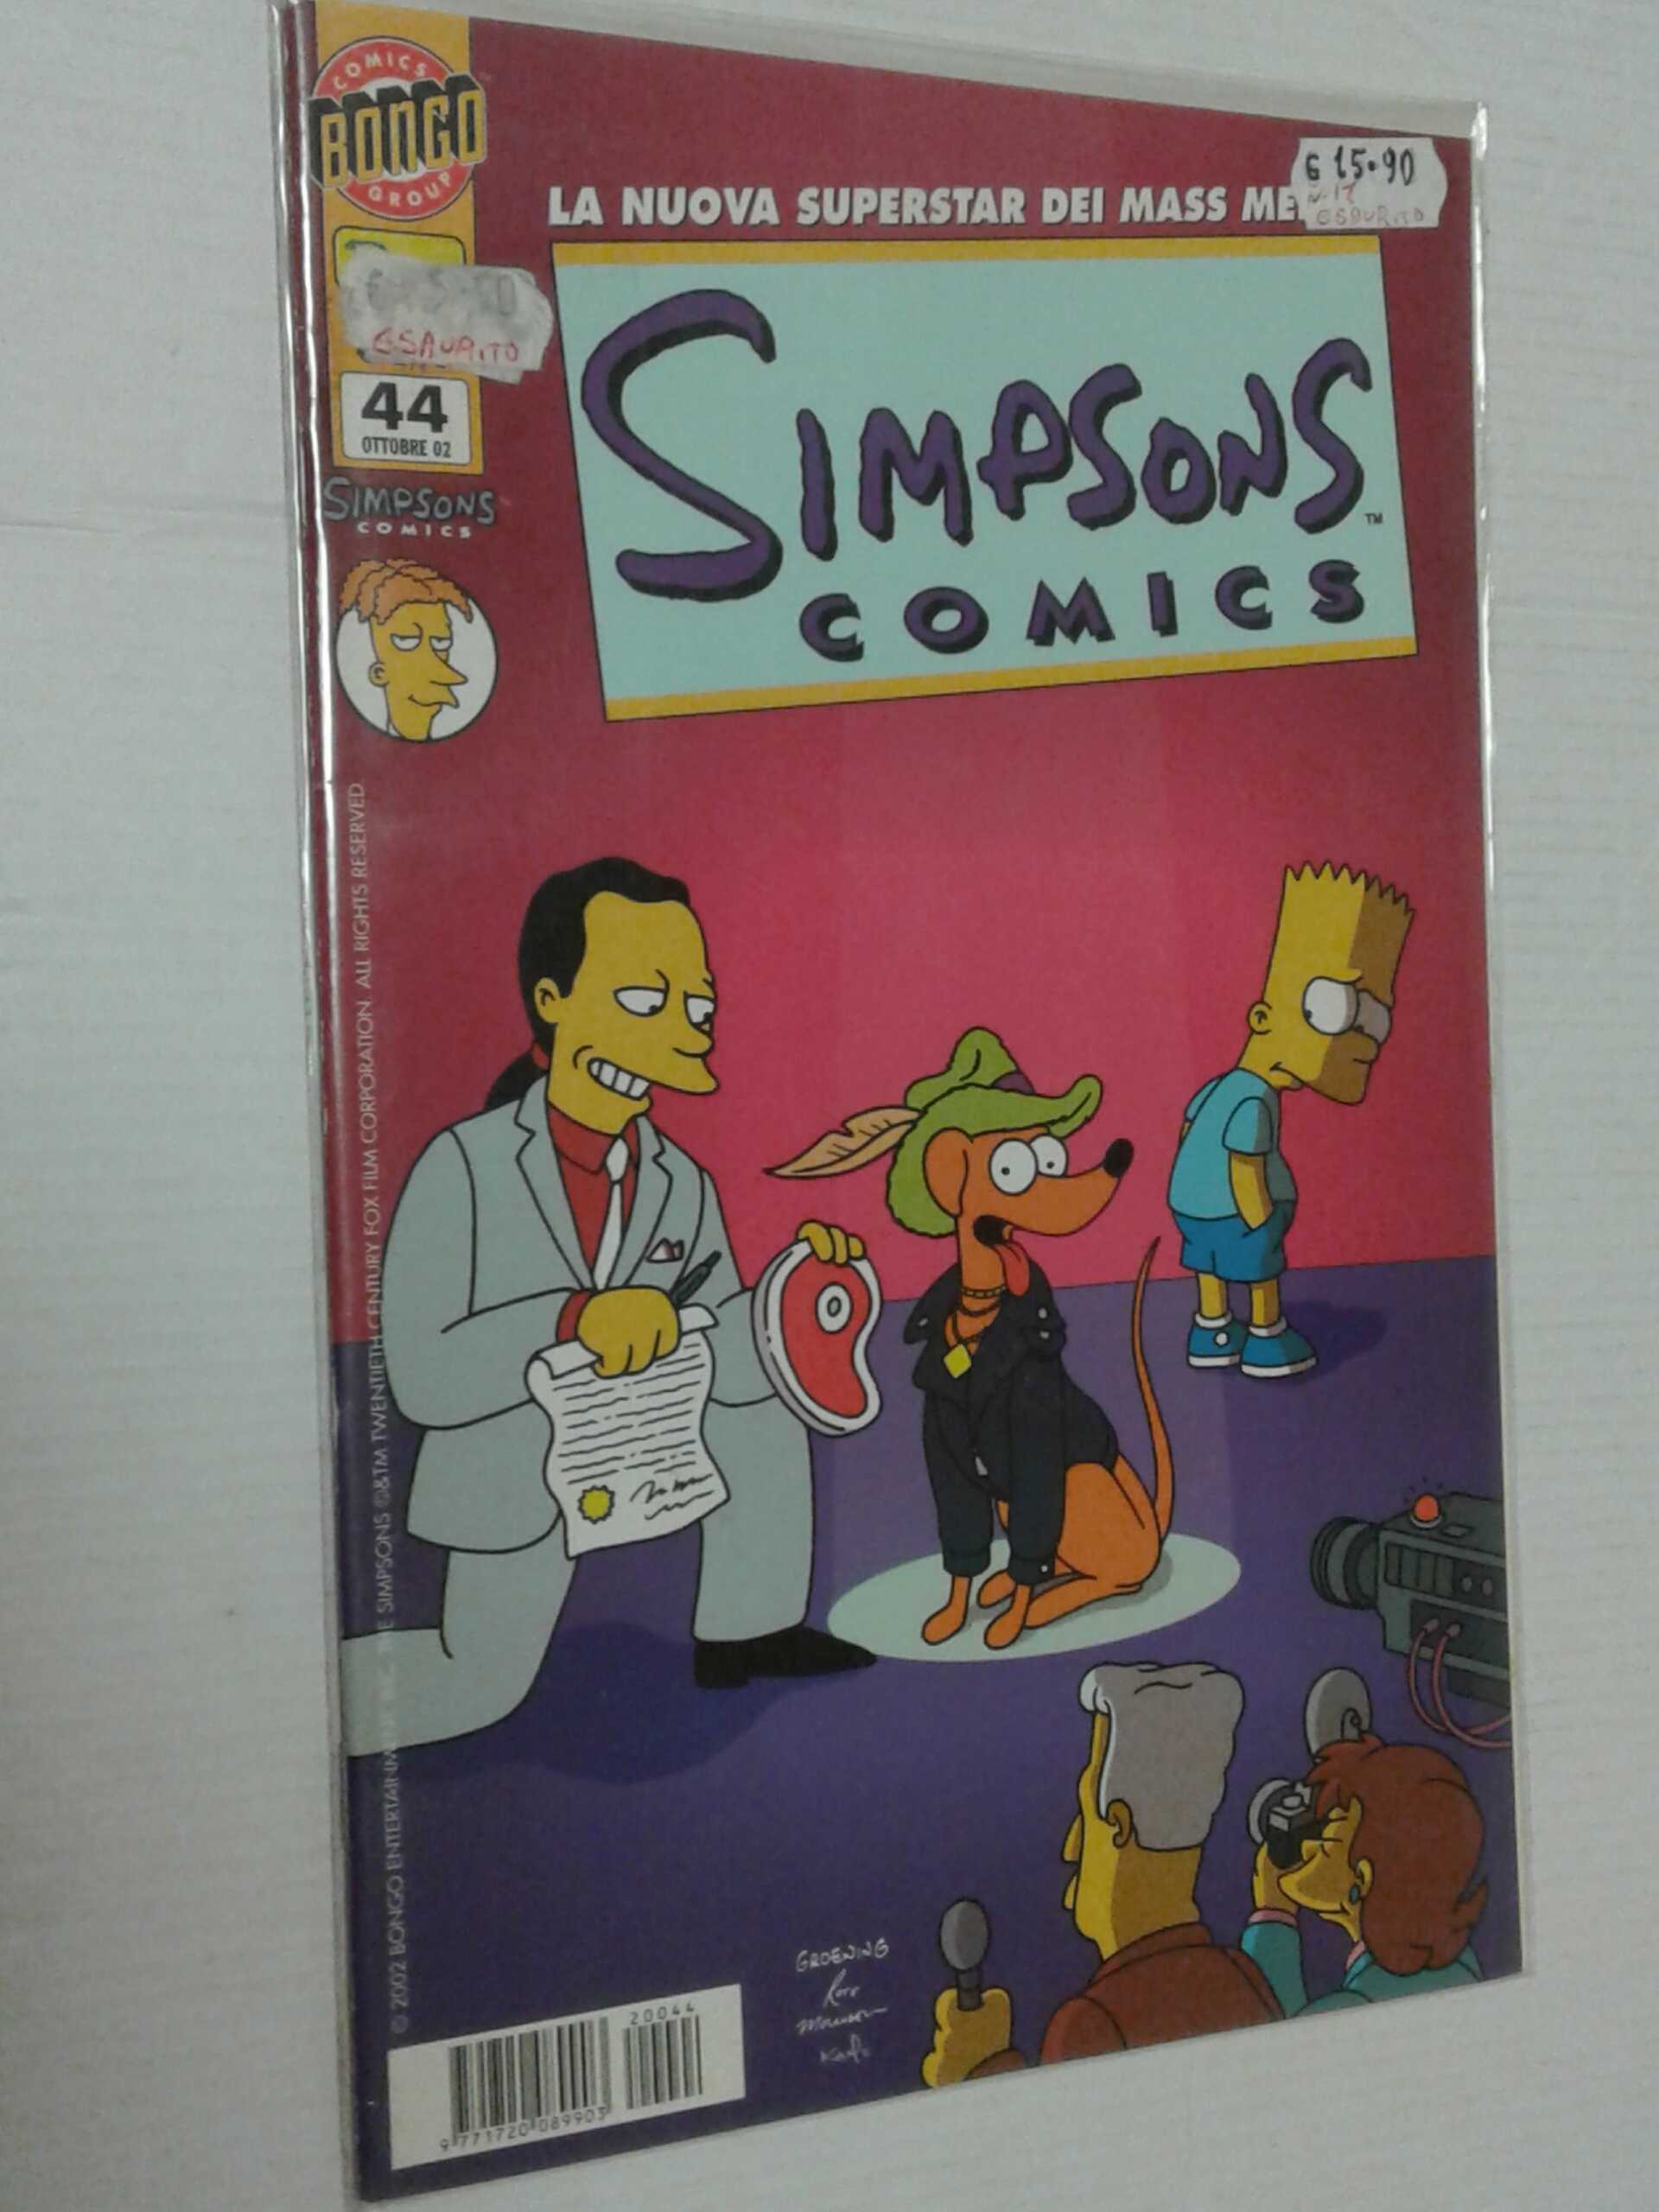 COMICS
BONGO
GROUP
LA NUOVA SUPERSTAR DEI MASS ME
€ 15.90
N. 17
ESAURITO
ESAURITO
44
OTTOBRE 02
SIMPSONS
COMICS
SIMPSONS
TM
COMICS
THE SIMPSONS ©&TM TWENTIETH CENTURY FOX FILM CORPORATION. ALL RIGHTS RESERVED.
© 2002 BONGO ENTERTAINMENT
GROENING
20044
9 771720 089903